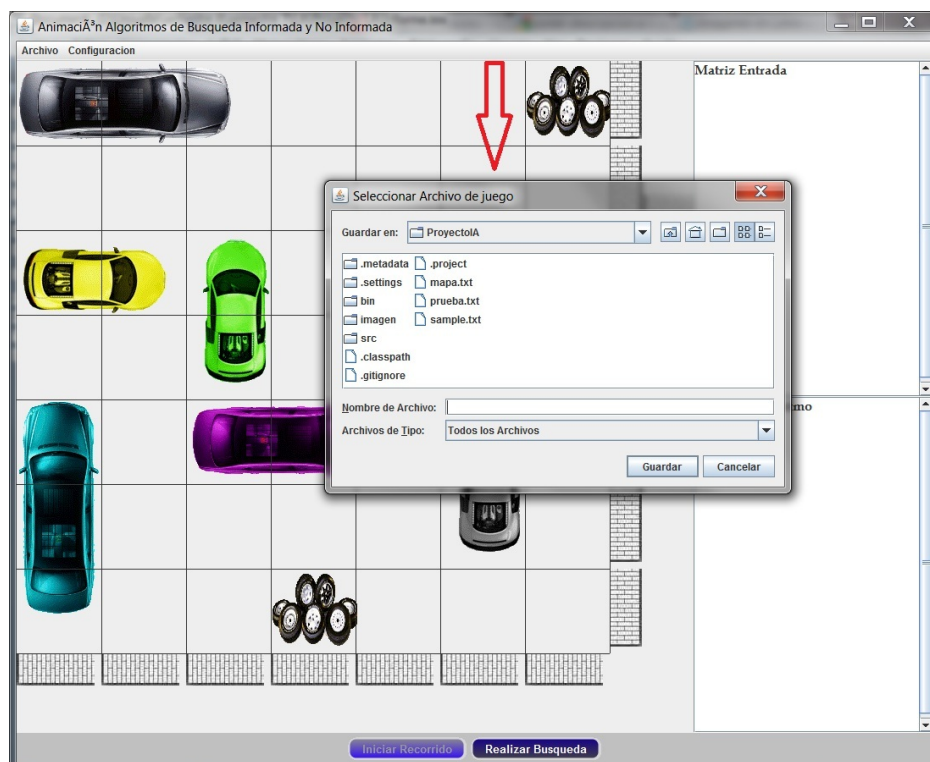 AnimaciÃ³n Algoritmos de Busqueda Informada y No Informada
Archivo Configuracion
Matriz Entrada
Seleccionar Archivo de juego
Guardar en: ProyectoIA
.metadata .project
.settings mapa.txt
bin prueba.txt
imagen sample.txt
src
.classpath
.gitignore
Nombre de Archivo:
mo
Archivos de Tipo: Todos los Archivos
Guardar Cancelar
Iniciar Recorrido Realizar Busqueda